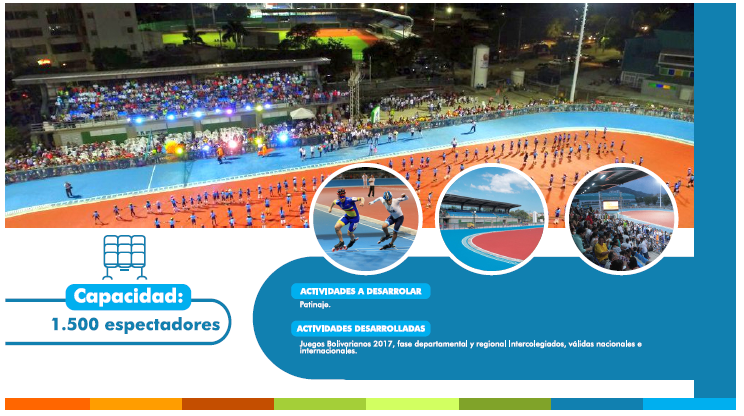 Capacidad:
1.500 espectadores
ACTIVIDADES A DESARROLAR
Patinaje.
ACTIVIDADES DESARROLLADAS
Juegos Bolivarianos 2017, fase departamental y regional Intercolegiados, válidas nacionales e
internacionales.